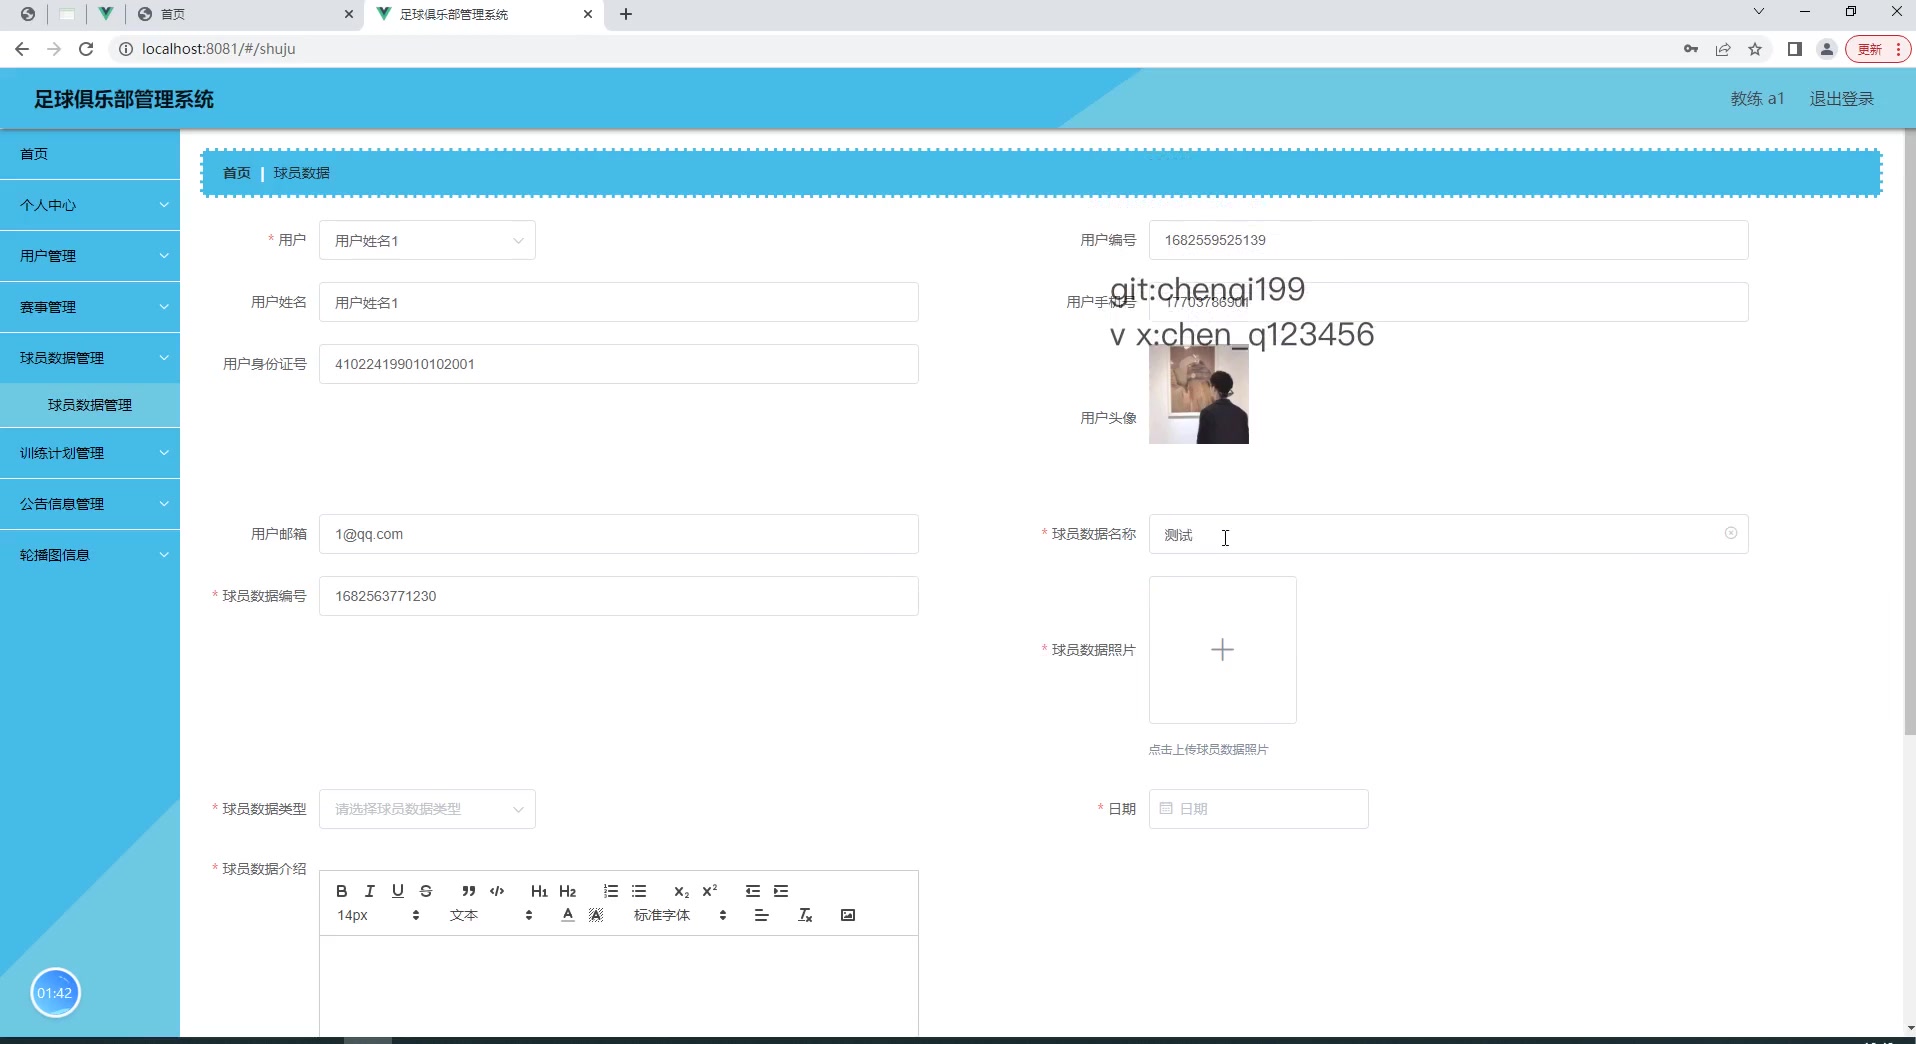 首页
足球俱乐部管理系统
localhost:8081/#/shuju
更新
足球俱乐部管理系统
教练 a1
退出登录
首页
个人中心
用户管理
赛事管理
球员数据管理
球员数据管理
训练计划管理
公告信息管理
轮播图信息
01:42
首页 | 球员数据
* 用户 用户姓名1
用户编号 1682559525139
git:chenqi199
用户姓名 用户姓名1
用户手机号 17703786901
v x:chen_q123456
用户身份证号 410224199010102001
用户头像
用户邮箱 1@qq.com
* 球员数据名称 测试
* 球员数据编号 1682563771230
* 球员数据照片
点击上传球员数据照片
* 球员数据类型 请选择球员数据类型
* 日期 日期
* 球员数据介绍
B I U S H1 H2 x2 x2
14px 文本 A A 标准字体 Tx